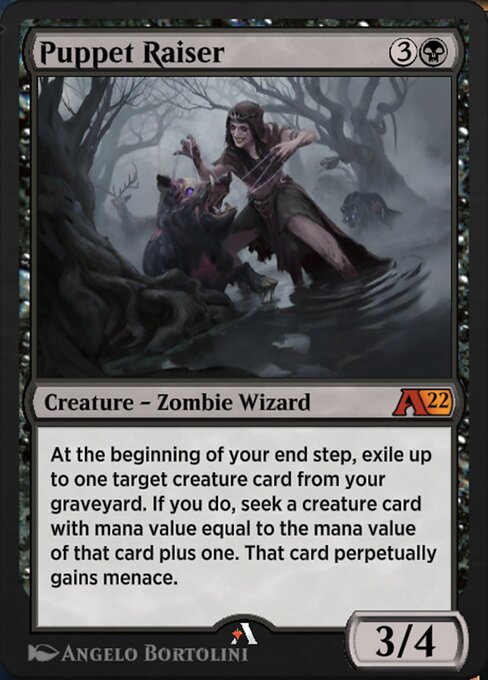 Puppet Raiser 3
Creature – Zombie Wizard A22
At the beginning of your end step, exile up
to one target creature card from your
graveyard. If you do, seek a creature card
with mana value equal to the mana value
of that card plus one. That card perpetually
gains menace.
3/4
Angelo Bortolini